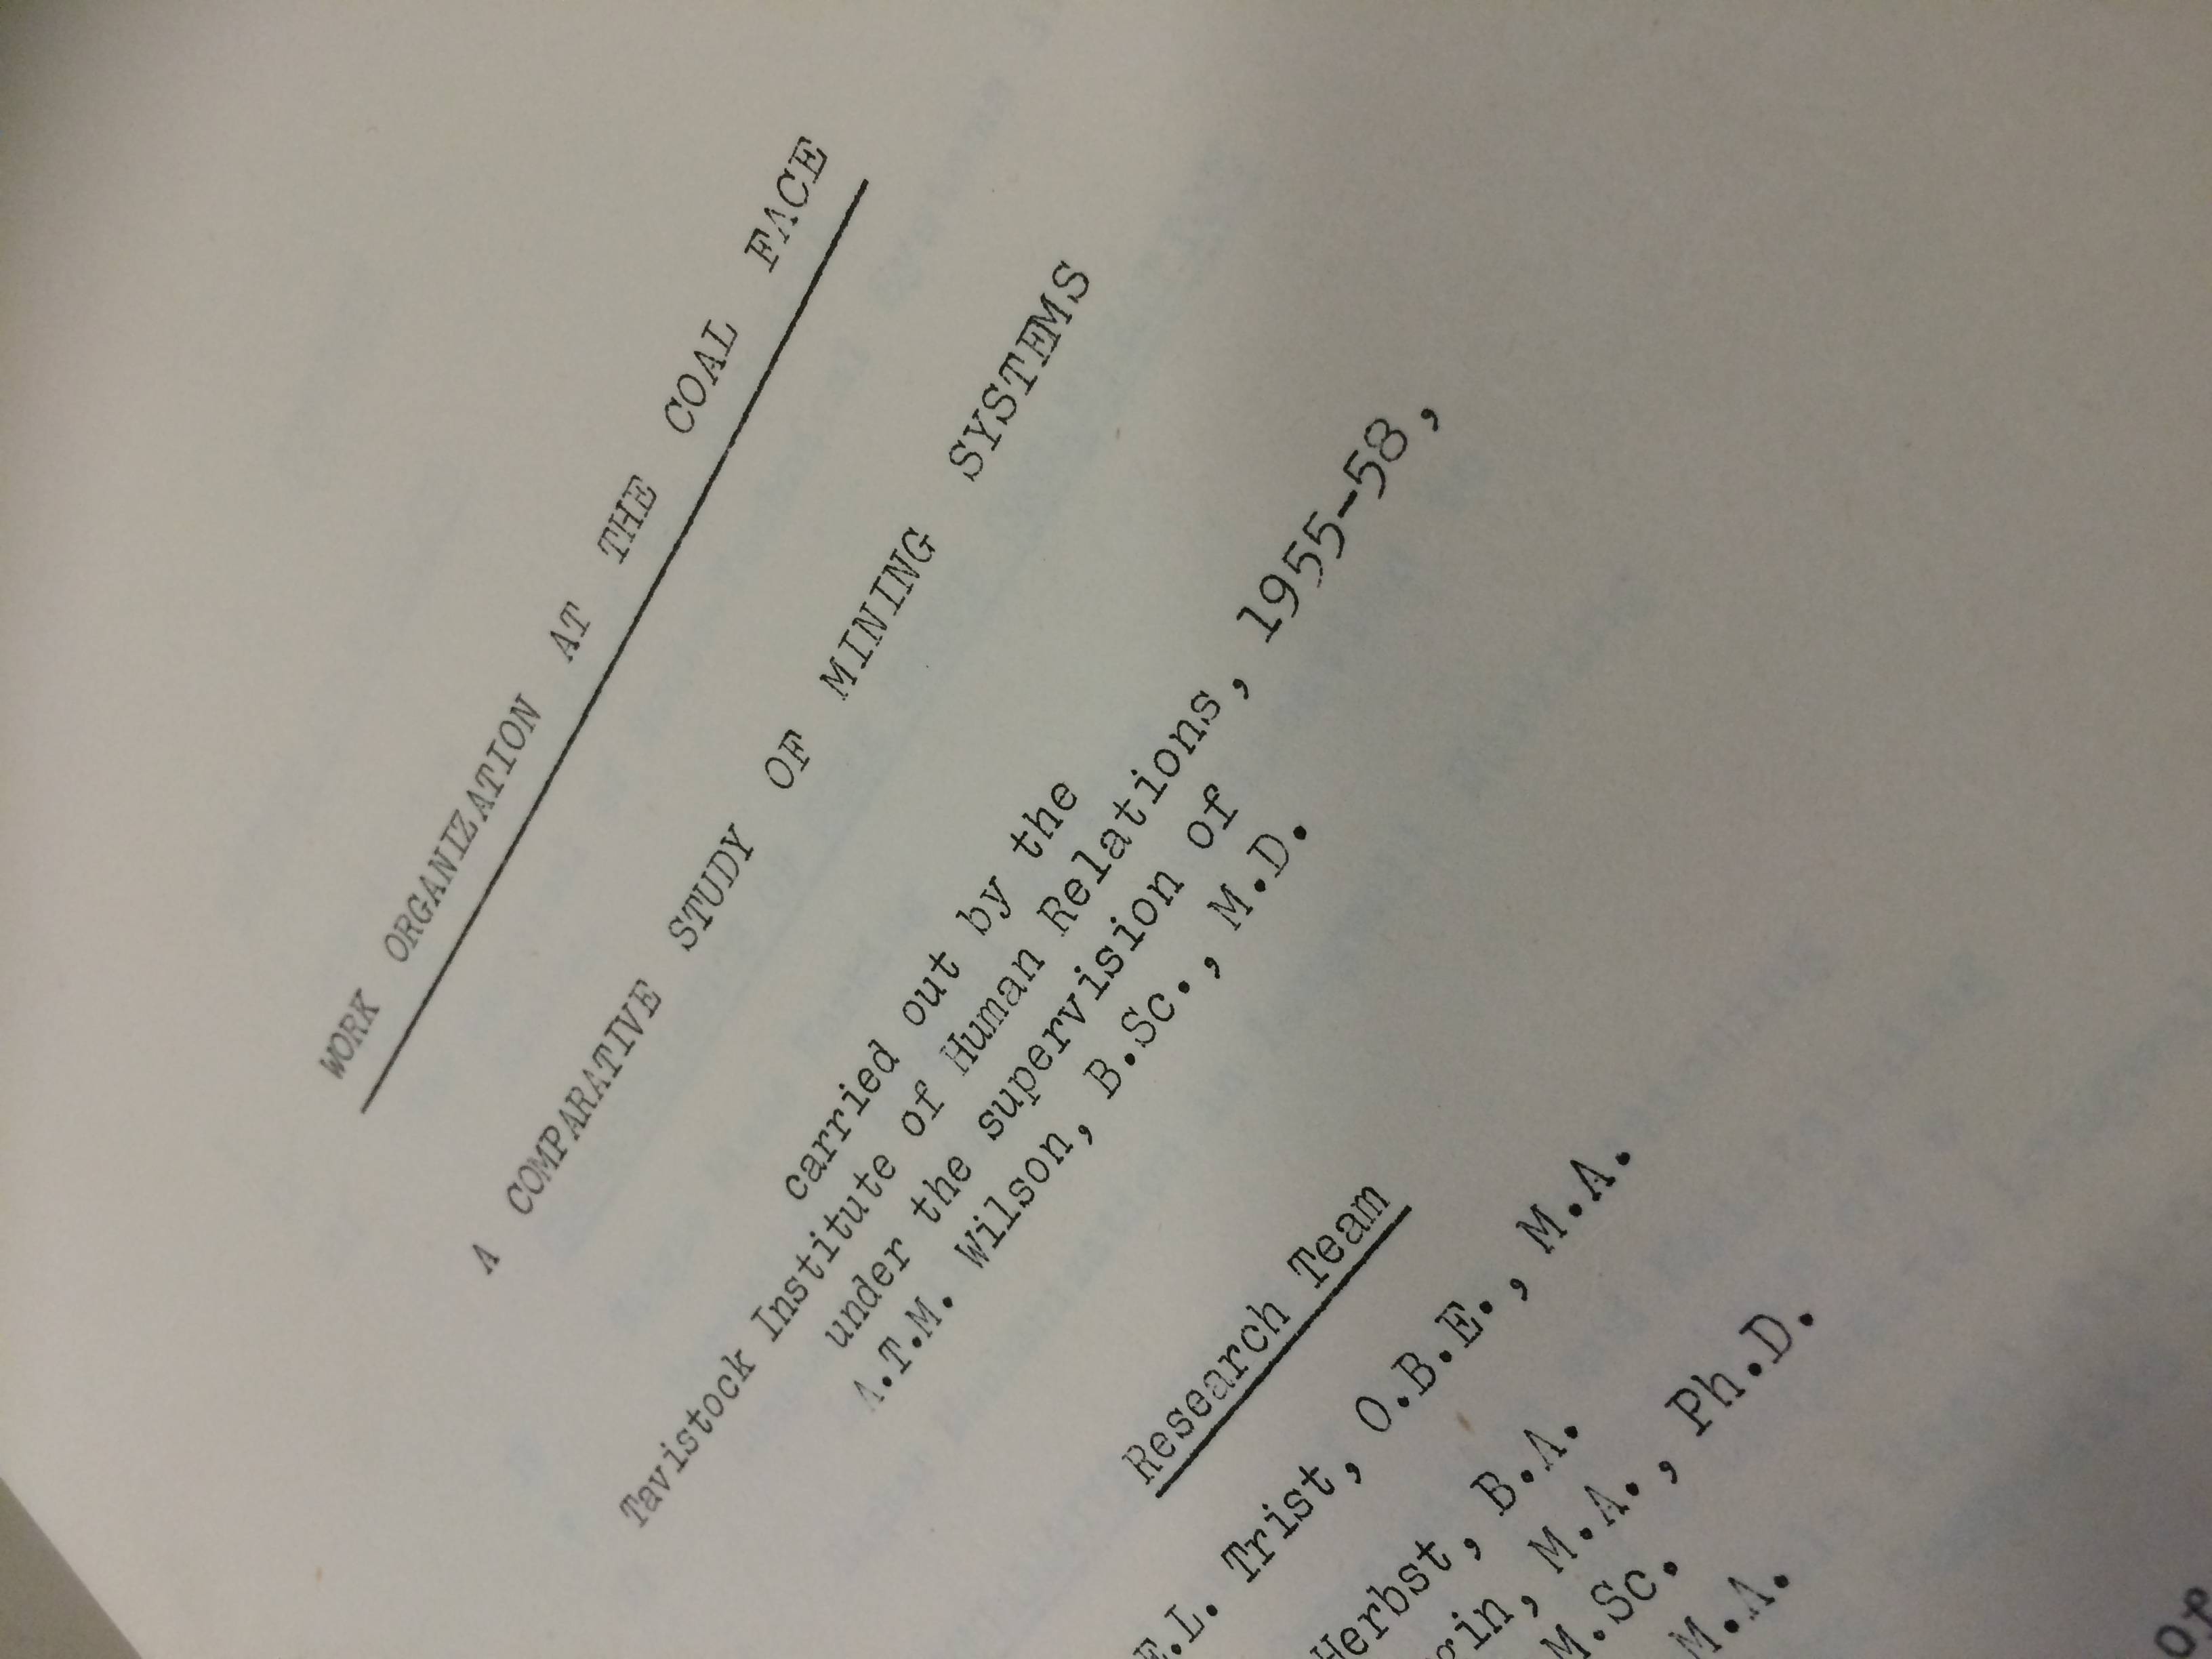 WORK ORGANIZATION AT THE COAL FACE
A COMPARATIVE STUDY OF MINING SYSTEMS
carried out by the
Tavistock Institute of Human Relations, 1955-58,
under the supervision of
A.T.M. Wilson, B.Sc., M.D.
Research Team
E.L. Trist, O.B.E., M.A.
Herbst, B.A.
M.A., Ph.D.
M.Sc.
M.A.